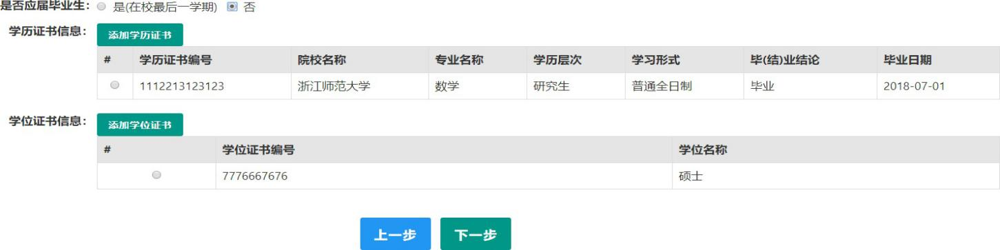 是否应届毕业生： 是(在校最后一学期) 否
学历证书信息： 添加学历证书
# 学历证书编号 院校名称 专业名称 学历层次 学习形式 毕(结)业结论 毕业日期
1112213123123 浙江师范大学 数学 研究生 普通全日制 毕业 2018-07-01
学位证书信息： 添加学位证书
# 学位证书编号 学位名称
7776667676 硕士
上一步 下一步